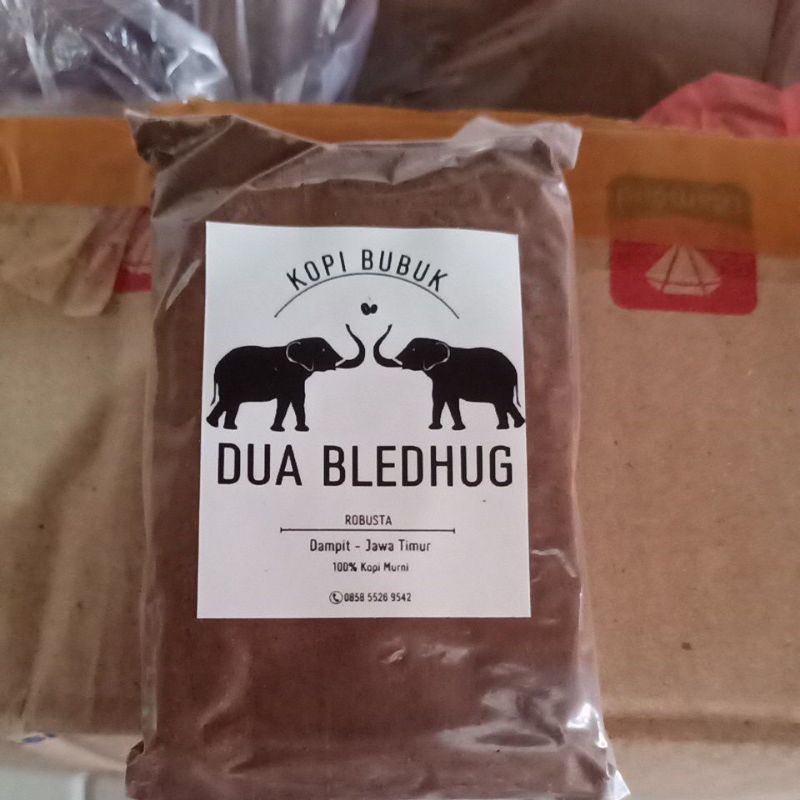 KOPI BUBUK
DUA BLEDHUG
ROBUSTA
Dampit - Jawa Timur
100% Kopi Murni
0858 5526 9542